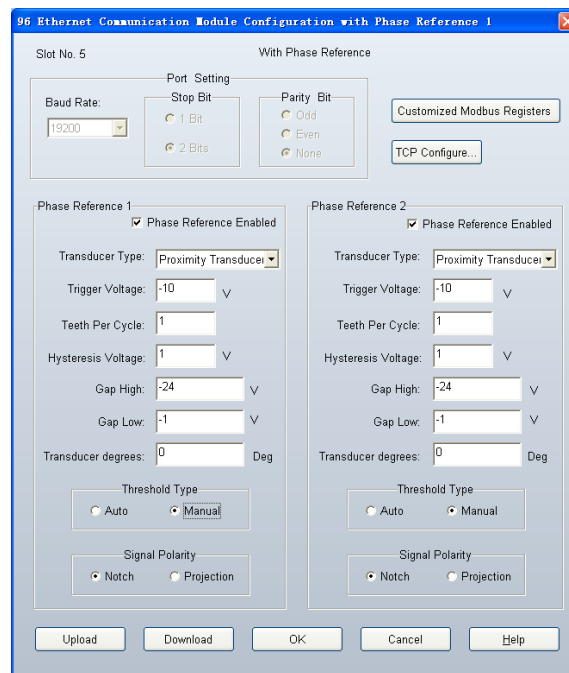 96 Ethernet Communication Module Configuration with Phase Reference 1
Slot No. 5 With Phase Reference
Port Setting
Baud Rate:
19200
Stop Bit
1 Bit
2 Bits
Parity Bit
Odd
Even
None
Customized Modbus Registers
TCP Configure...
Phase Reference 1
Phase Reference Enabled
Transducer Type: Proximity Transducer
Trigger Voltage: -10 V
Teeth Per Cycle: 1
Hysteresis Voltage: 1 V
Gap High: -24 V
Gap Low: -1 V
Transducer degrees: 0 Deg
Threshold Type
Auto Manual
Signal Polarity
Notch Projection
Phase Reference 2
Phase Reference Enabled
Transducer Type: Proximity Transducer
Trigger Voltage: -10 V
Teeth Per Cycle: 1
Hysteresis Voltage: 1 V
Gap High: -24 V
Gap Low: -1 V
Transducer degrees: 0 Deg
Threshold Type
Auto Manual
Signal Polarity
Notch Projection
Upload Download OK Cancel Help